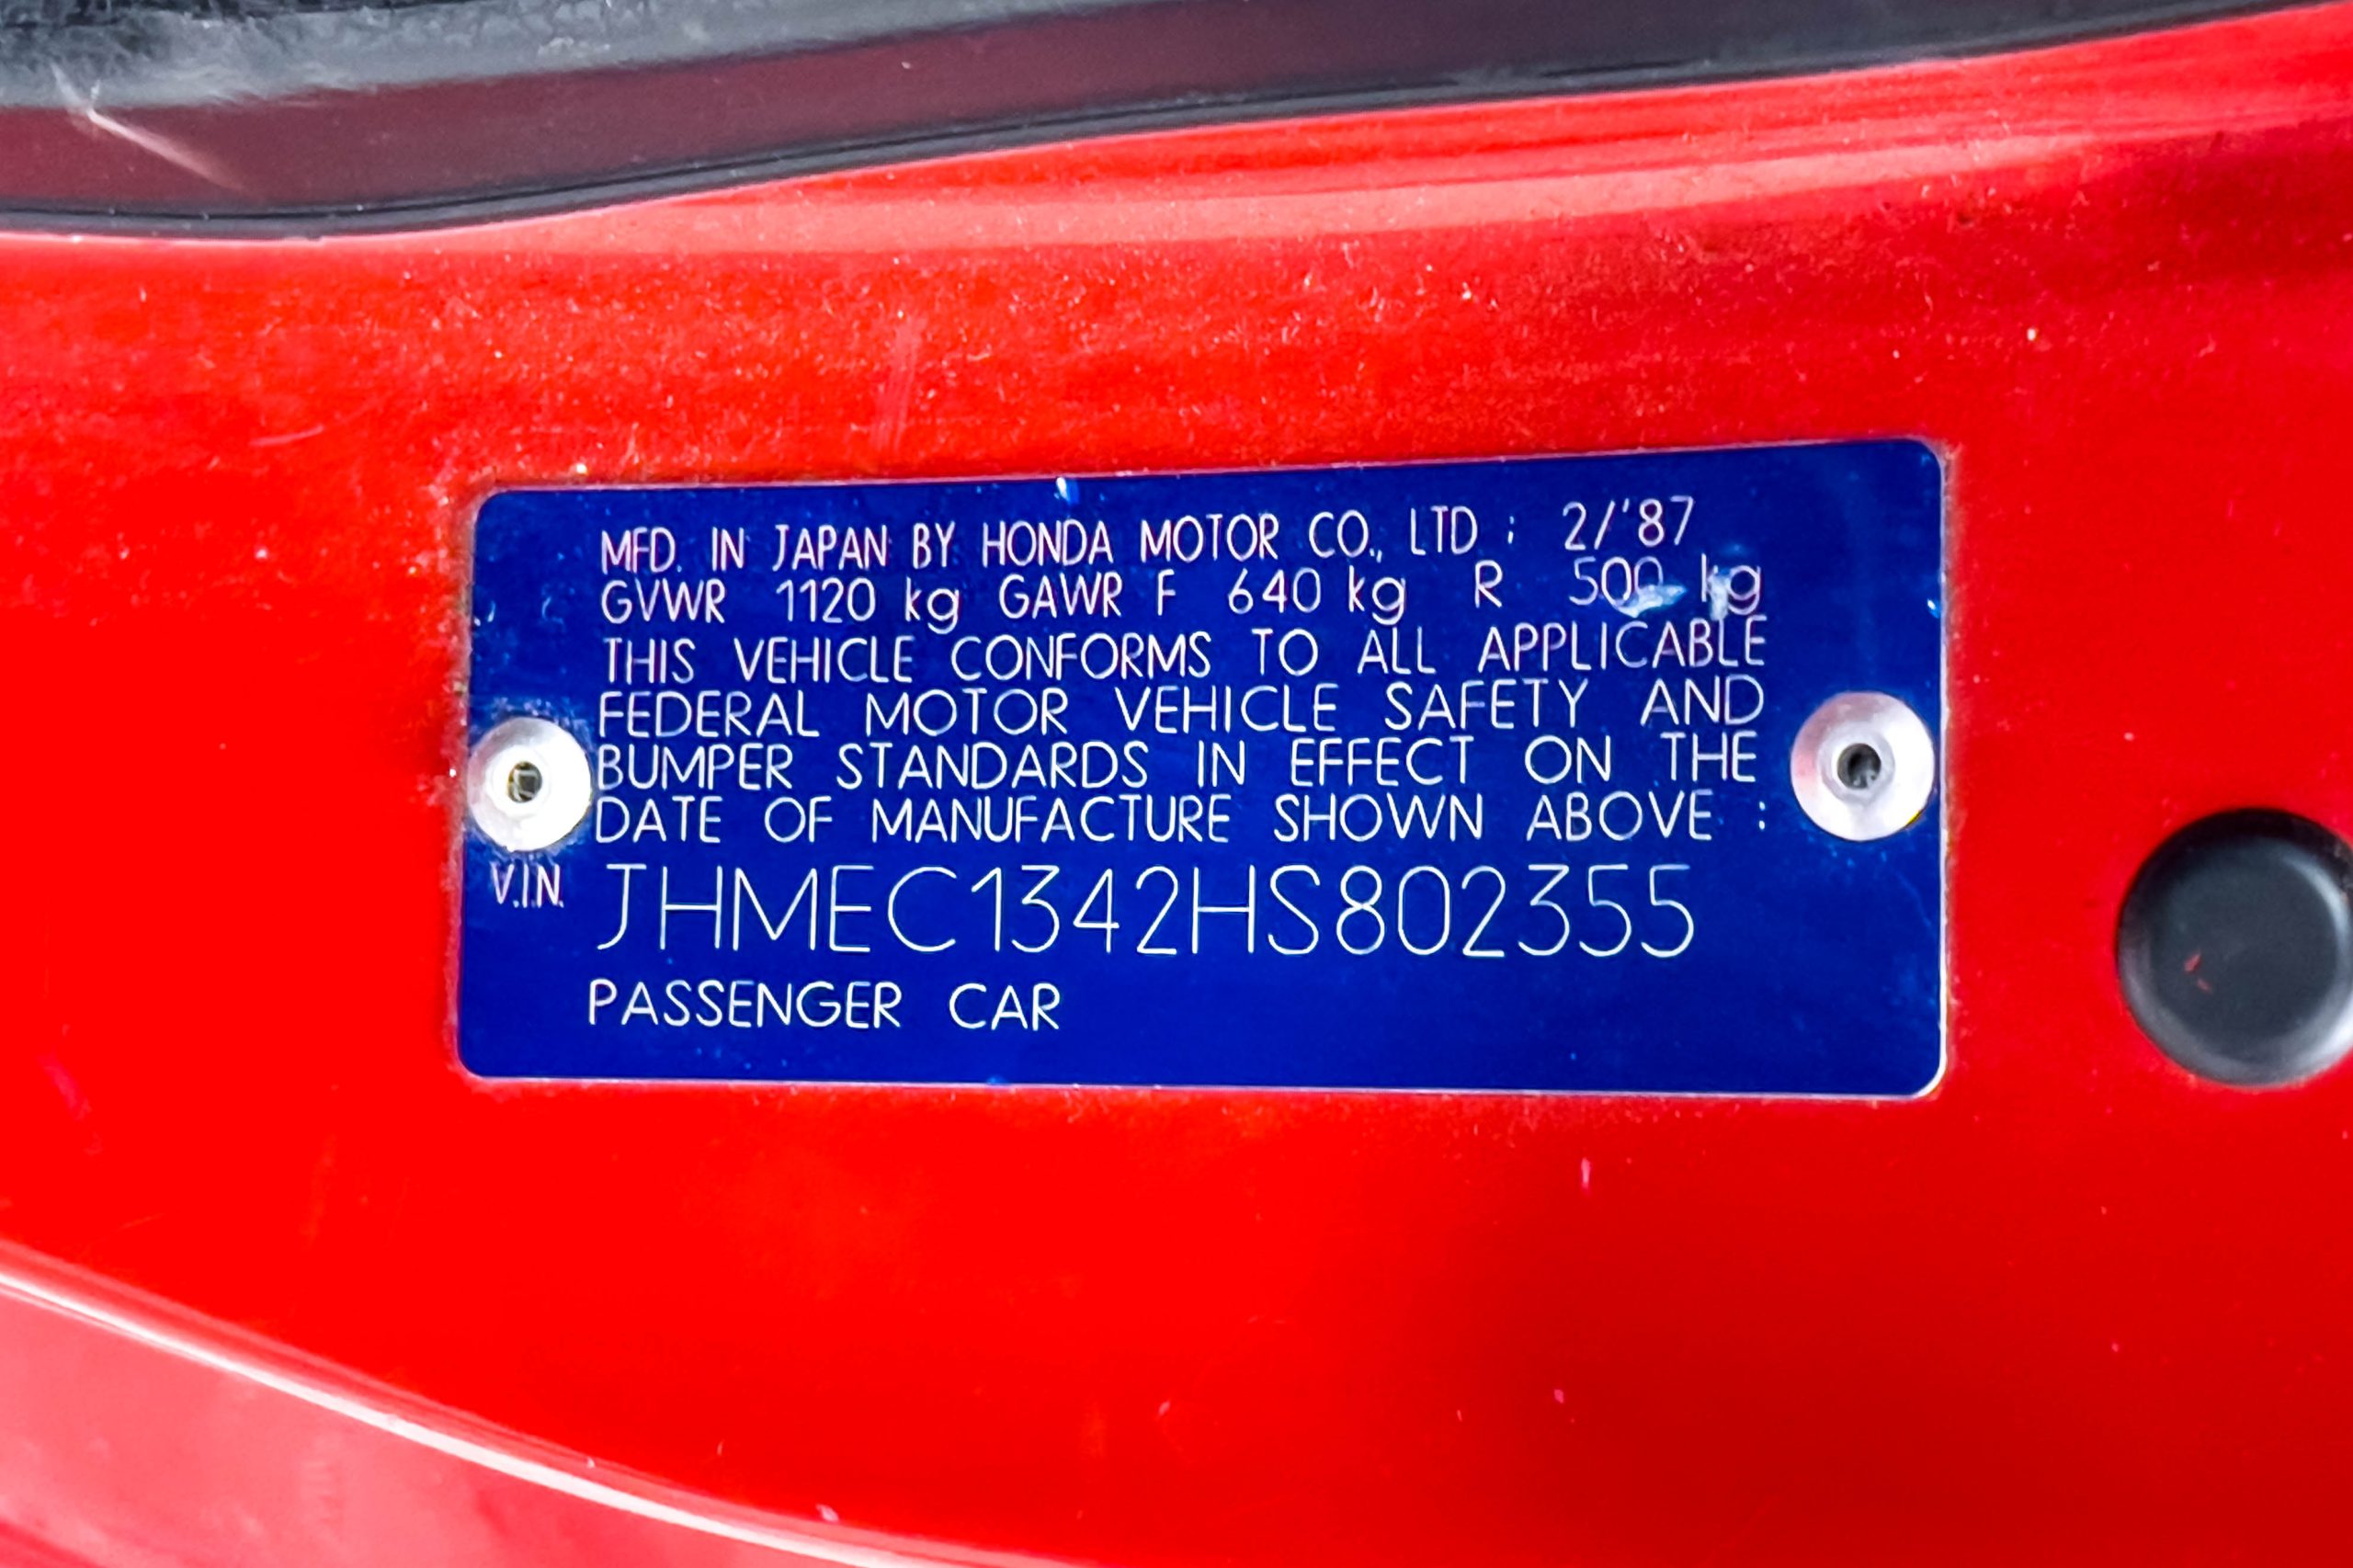 MFD. IN JAPAN BY HONDA MOTOR CO., LTD : 2/'87
GVWR 1120 kg GAWR F 640 kg R 500 kg
THIS VEHICLE CONFORMS TO ALL APPLICABLE
FEDERAL MOTOR VEHICLE SAFETY AND
BUMPER STANDARDS IN EFFECT ON THE
DATE OF MANUFACTURE SHOWN ABOVE :
V.I.N. JHMEC1342HS802355
PASSENGER CAR